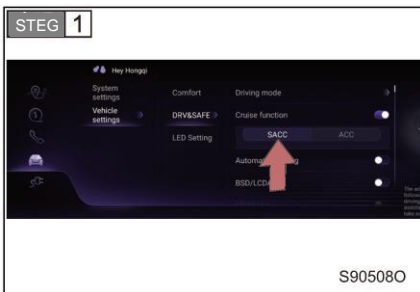 STEG 1
Hey Hongqi
System settings
Comfort
Driving mode
Vehicle settings
DRV&SAFE
Cruise function
LED Setting
SACC
ACC
BSD/LCDA
S90508O